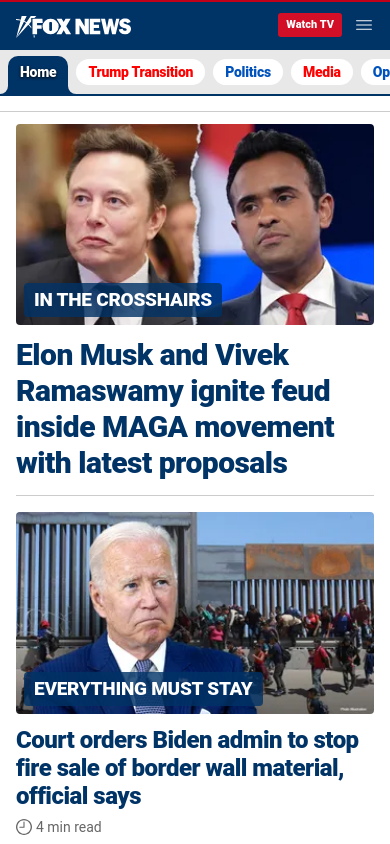 FOX NEWS
Watch TV
Home
Trump Transition
Politics
Media
Op
IN THE CROSSHAIRS
Elon Musk and Vivek
Ramaswamy ignite feud
inside MAGA movement
with latest proposals
EVERYTHING MUST STAY
Court orders Biden admin to stop
fire sale of border wall material,
official says
4 min read